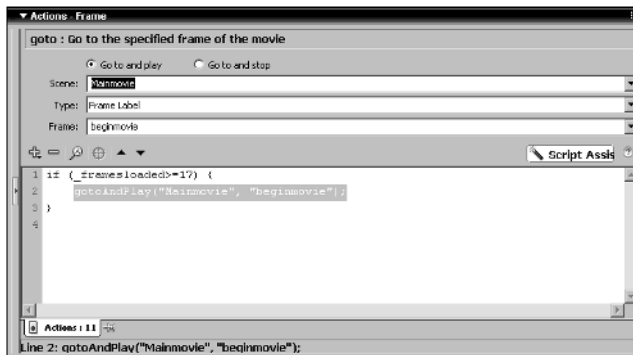 Actions - Frame
goto : Go to the specified frame of the movie
Go to and play Go to and stop
Scene: Mainmovie
Type: Frame Label
Frame: beginmovie
Script Assis
1 if (_framesloaded>=17) {
2 gotoAndPlay("Mainmovie", "beginmovie");
3 }
4
Actions : 11
Line 2: gotoAndPlay("Mainmovie", "beginmovie");